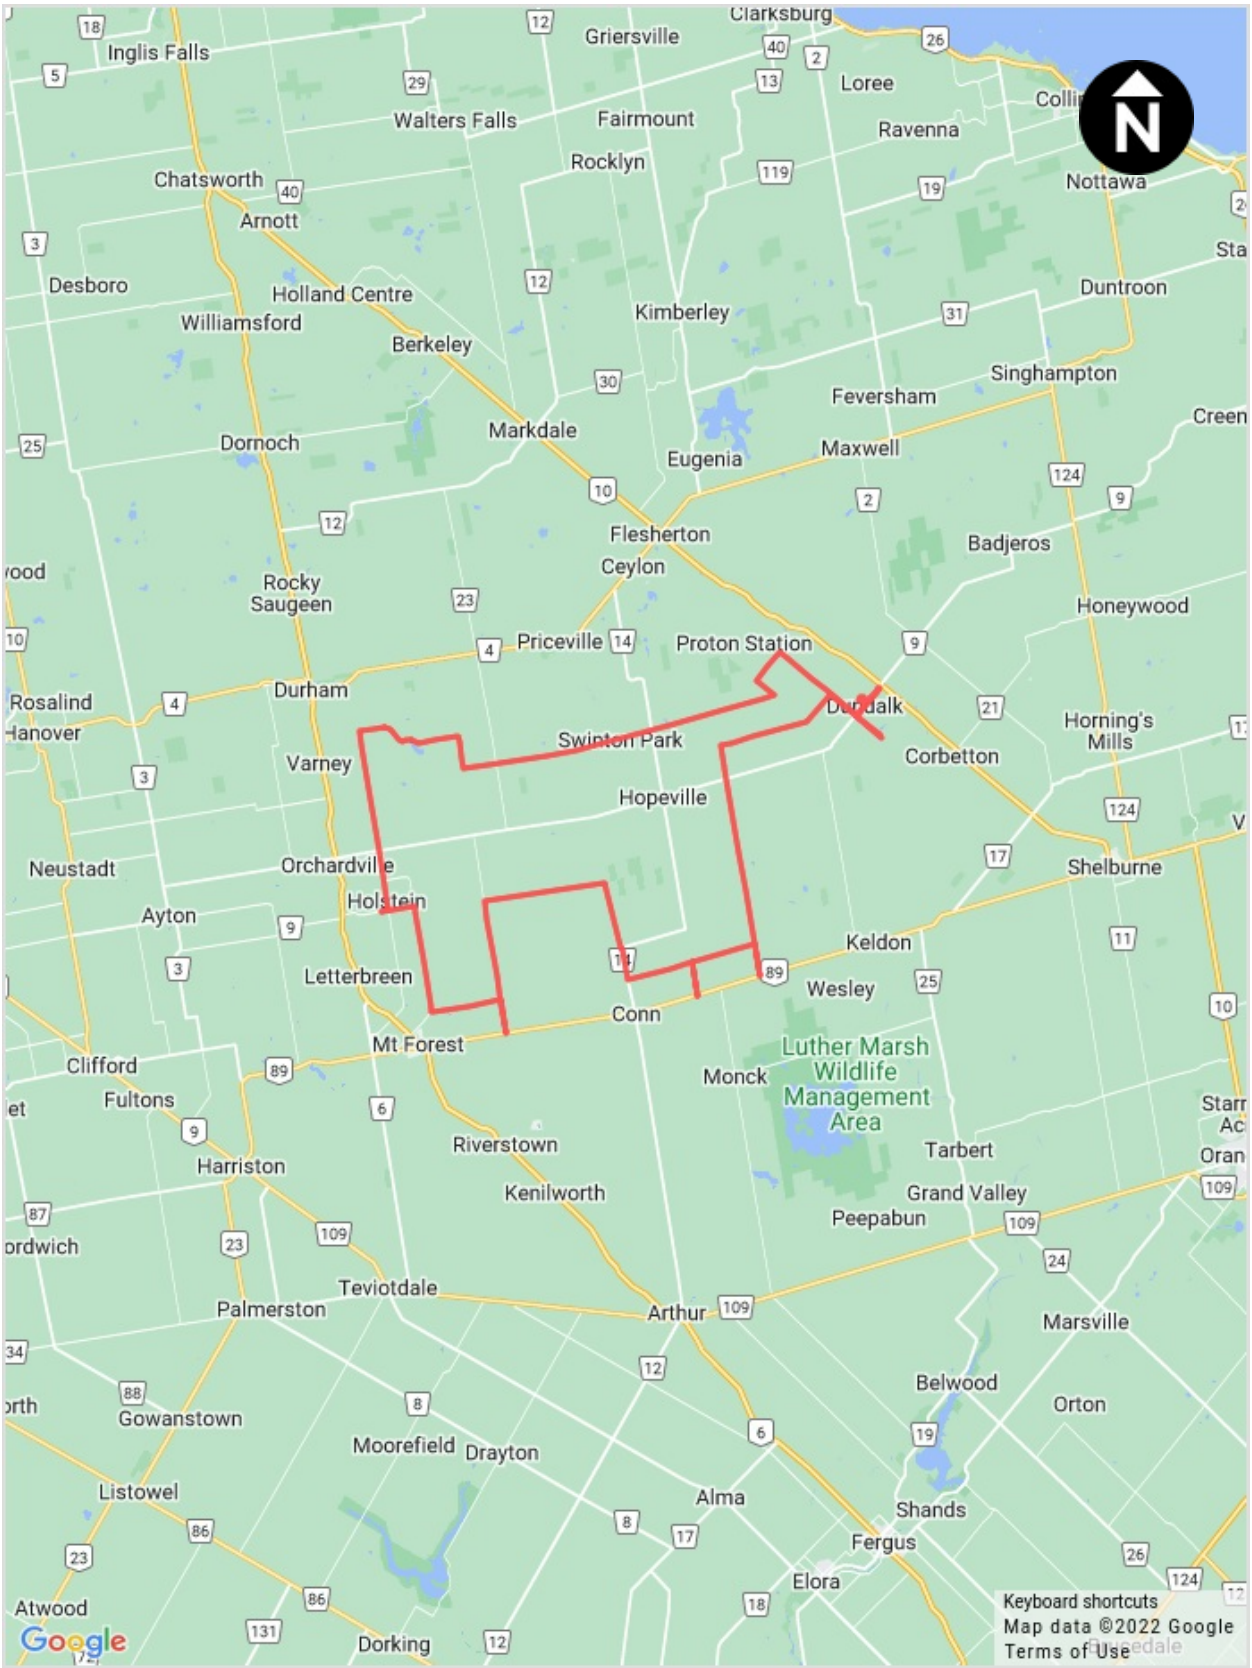 Clarksburg
18
12
Griersville
26
Inglis Falls
40
2
5
29
13
Loree
Walters Falls
Fairmount
Ravenna
N
Rocklyn
Chatsworth
119
Nottawa
40
19
Arnott
3
Desboro
12
Duntroon
Holland Centre
Kimberley
31
Williamsford
Berkeley
Singhampton
30
Feversham
Markdale
25
Dornoch
Eugenia
Maxwell
124
10
2
9
12
Flesherton
Badjeros
Ceylon
Rocky
Saugeen
23
Honeywood
10
Priceville
14
Proton Station
9
4
Durham
Rosalind
4
Dundalk
21
Hanover
Swinton Park
Horning's
Mills
Varney
Corbetton
3
Hopeville
124
Neustadt
Orchardville
17
Shelburne
Holstein
Ayton
9
Keldon
11
3
14
89
Letterbreen
Wesley
25
Conn
10
Mt Forest
Clifford
89
Luther Marsh
Wildlife
Management
Area
Monck
Fultons
6
9
Riverstown
Harriston
Tarbert
Kenilworth
Grand Valley
109
87
Peepabun
109
23
109
24
Teviotdale
Palmerston
Arthur
109
Marsville
34
12
88
Belwood
8
Orton
Gowanstown
6
19
Moorefield
Drayton
Listowel
Alma
Shands
86
8
17
Fergus
23
26
Elora
124
12
86
18
Keyboard shortcuts
Atwood
131
Map data ©2022 Google
Google
Dorking
12
Terms of Use